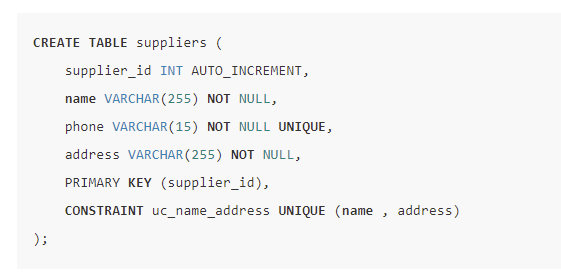 CREATE TABLE suppliers (
    supplier_id INT AUTO_INCREMENT,
    name VARCHAR(255) NOT NULL,
    phone VARCHAR(15) NOT NULL UNIQUE,
    address VARCHAR(255) NOT NULL,
    PRIMARY KEY (supplier_id),
    CONSTRAINT uc_name_address UNIQUE (name , address)
);